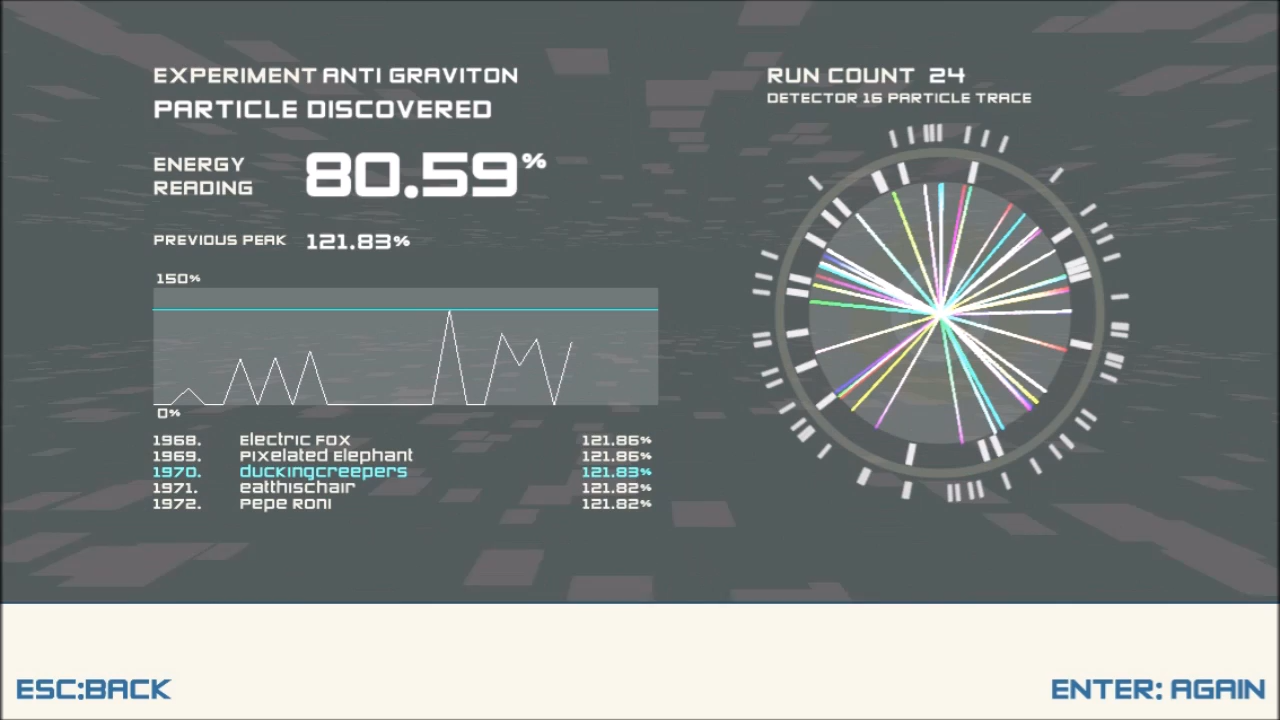 EXPERIMENT ANTI GRAVITON
PARTICLE DISCOVERED
ENERGY
READING
80.59%
PREVIOUS PEAK 121.83%
150%
0%
1968. Electric Fox 121.86%
1969. Pixelated Elephant 121.86%
1970. duckingcreepers 121.83%
1971. eatthischair 121.82%
1972. Pepe Roni 121.82%
RUN COUNT 24
DETECTOR 16 PARTICLE TRACE
ESC:BACK
ENTER: AGAIN